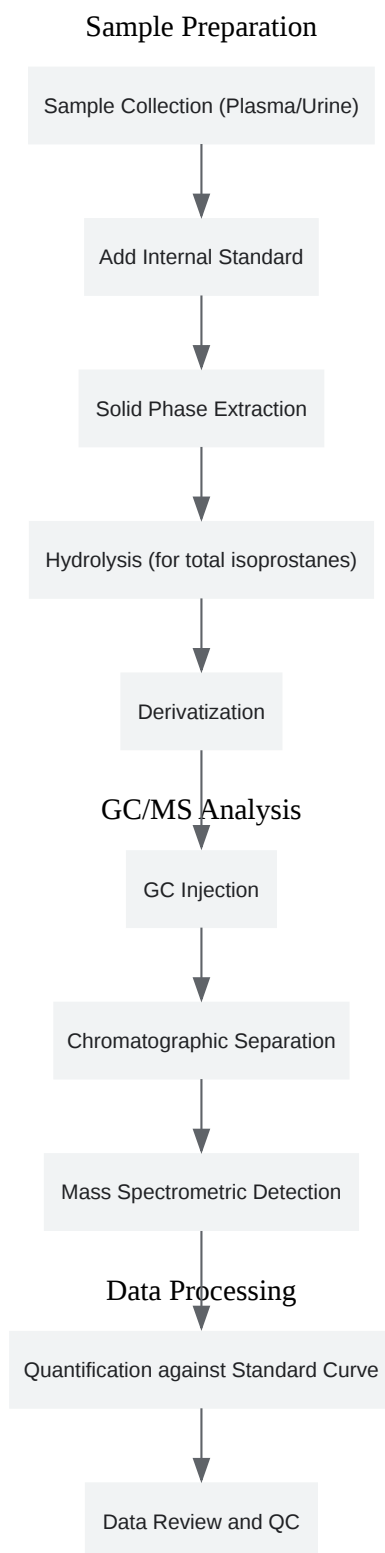 Sample Preparation
Sample Collection (Plasma/Urine)
Add Internal Standard
Solid Phase Extraction
Hydrolysis (for total isoprostanes)
Derivatization
GC/MS Analysis
GC Injection
Chromatographic Separation
Mass Spectrometric Detection
Data Processing
Quantification against Standard Curve
Data Review and QC